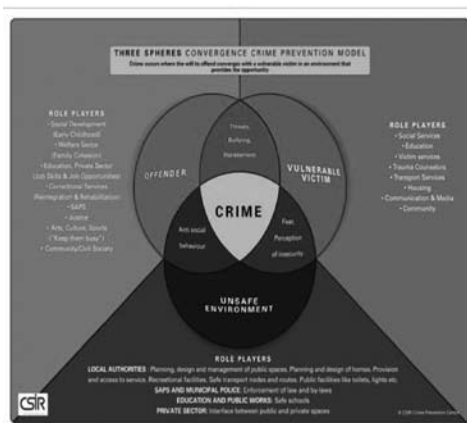 THREE SPHERES CONVERGENCE CRIME PREVENTION MODEL
Crime occurs where the will to offend converges with a vulnerable victim in an environment that
provides the opportunity
ROLE PLAYERS
• Social Development
(Early Childhood)
• Welfare Sector
(Family Cohesion)
• Education, Private Sector
(Job Skills & Job Opportunities)
• Correctional Services
(Reintegration & Rehabilitation)
• SAPS
• Justice
• Arts, Culture, Sports
("Keep them busy")
• Community/Civil Society
OFFENDER
Threats,
Bullying,
Harassment
VULNERABLE
VICTIM
ROLE PLAYERS
• Social Services
• Education
• Victim services
• Trauma Counselors
• Transport Services
• Housing
• Communication & Media
• Community
CRIME
Anti social
behaviour
Fear,
Perception
of insecurity
UNSAFE
ENVIRONMENT
ROLE PLAYERS
LOCAL AUTHORITIES: Planning, design and management of public spaces. Planning and design of homes. Provision
and access to service. Recreational facilities. Safe transport nodes and routes. Public facilities like toilets, lights etc.
SAPS AND MUNICIPAL POLICE: Enforcement of law and by laws
EDUCATION AND PUBLIC WORKS: Safe schools
PRIVATE SECTOR: Interface between public and private spaces
CSIR
© CSIR Crime Prevention Centre